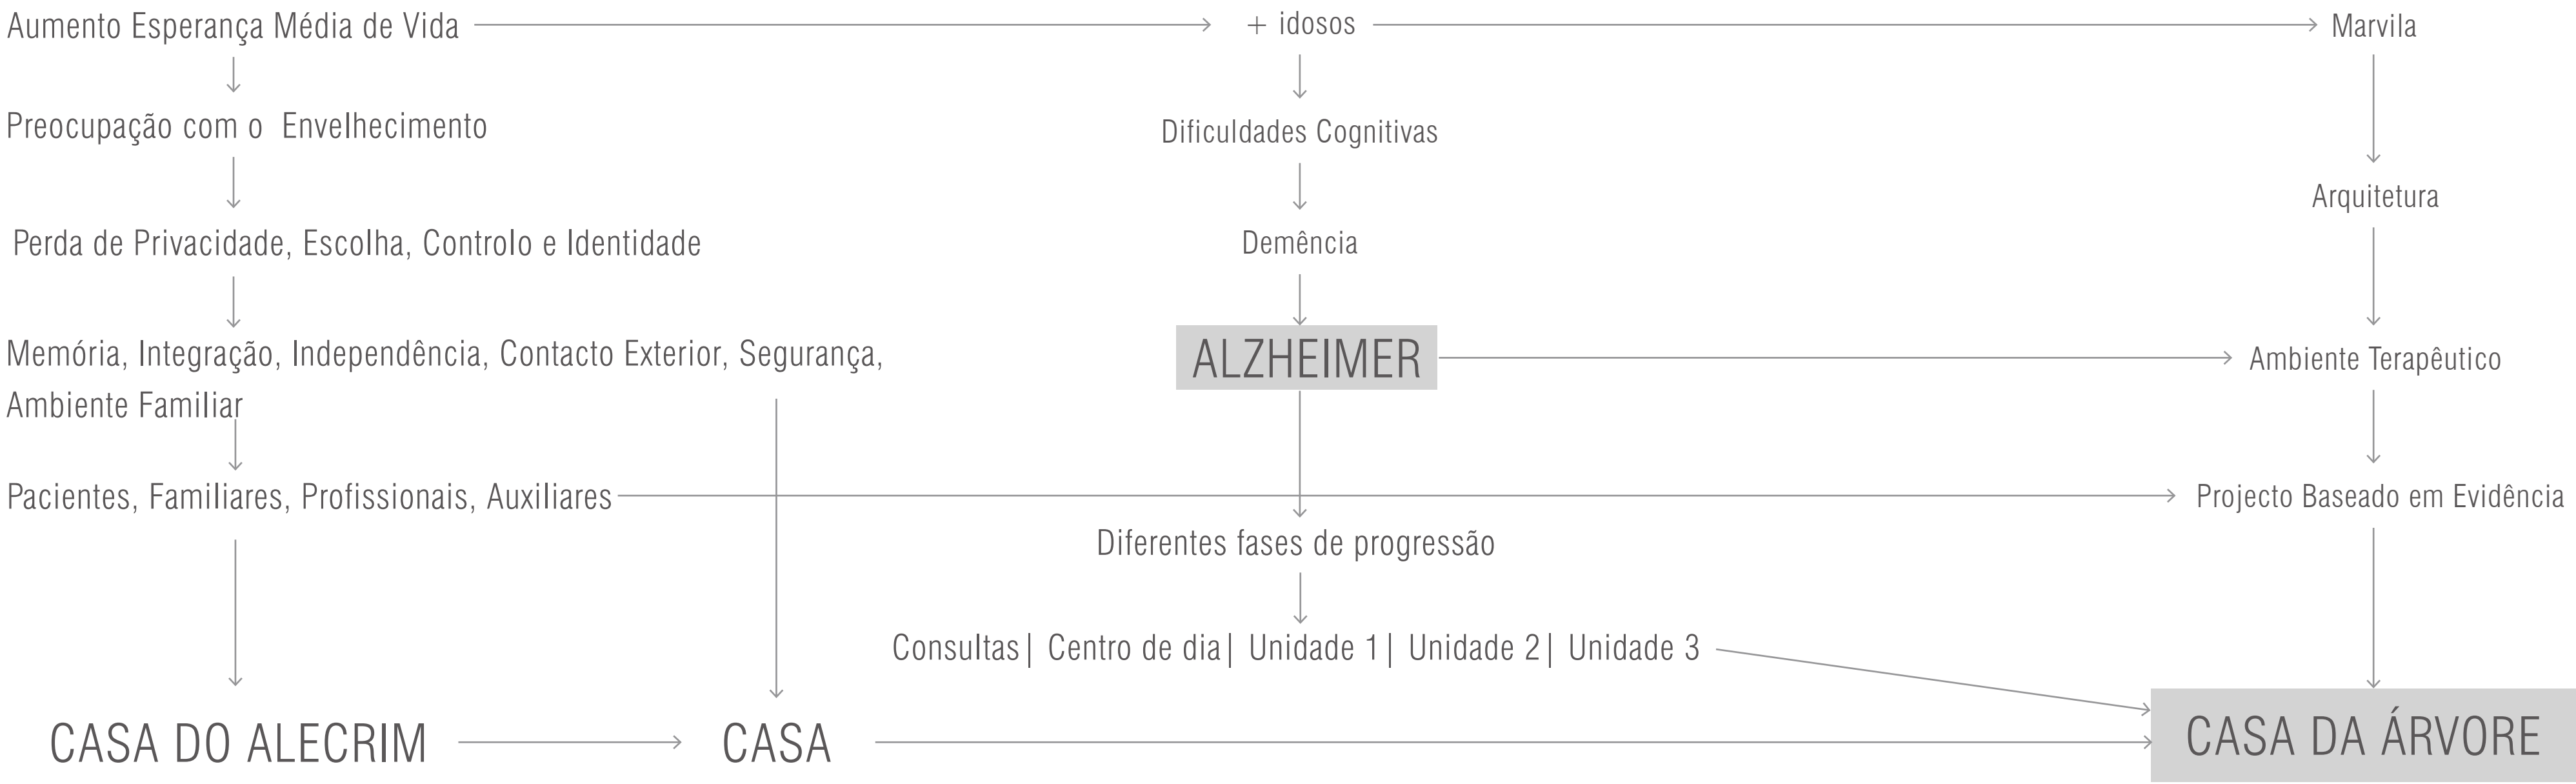 Aumento Esperança Média de Vida
+ idosos
Marvila
Preocupação com o Envelhecimento
Dificuldades Cognitivas
Arquitetura
Perda de Privacidade, Escolha, Controlo e Identidade
Demência
Memória, Integração, Independência, Contacto Exterior, Segurança,
Ambiente Familiar
ALZHEIMER
Ambiente Terapêutico
Pacientes, Familiares, Profissionais, Auxiliares
Projecto Baseado em Evidência
Diferentes fases de progressão
Consultas| Centro de dia| Unidade 1| Unidade 2| Unidade 3
CASA DO ALECRIM
CASA
CASA DA ÁRVORE